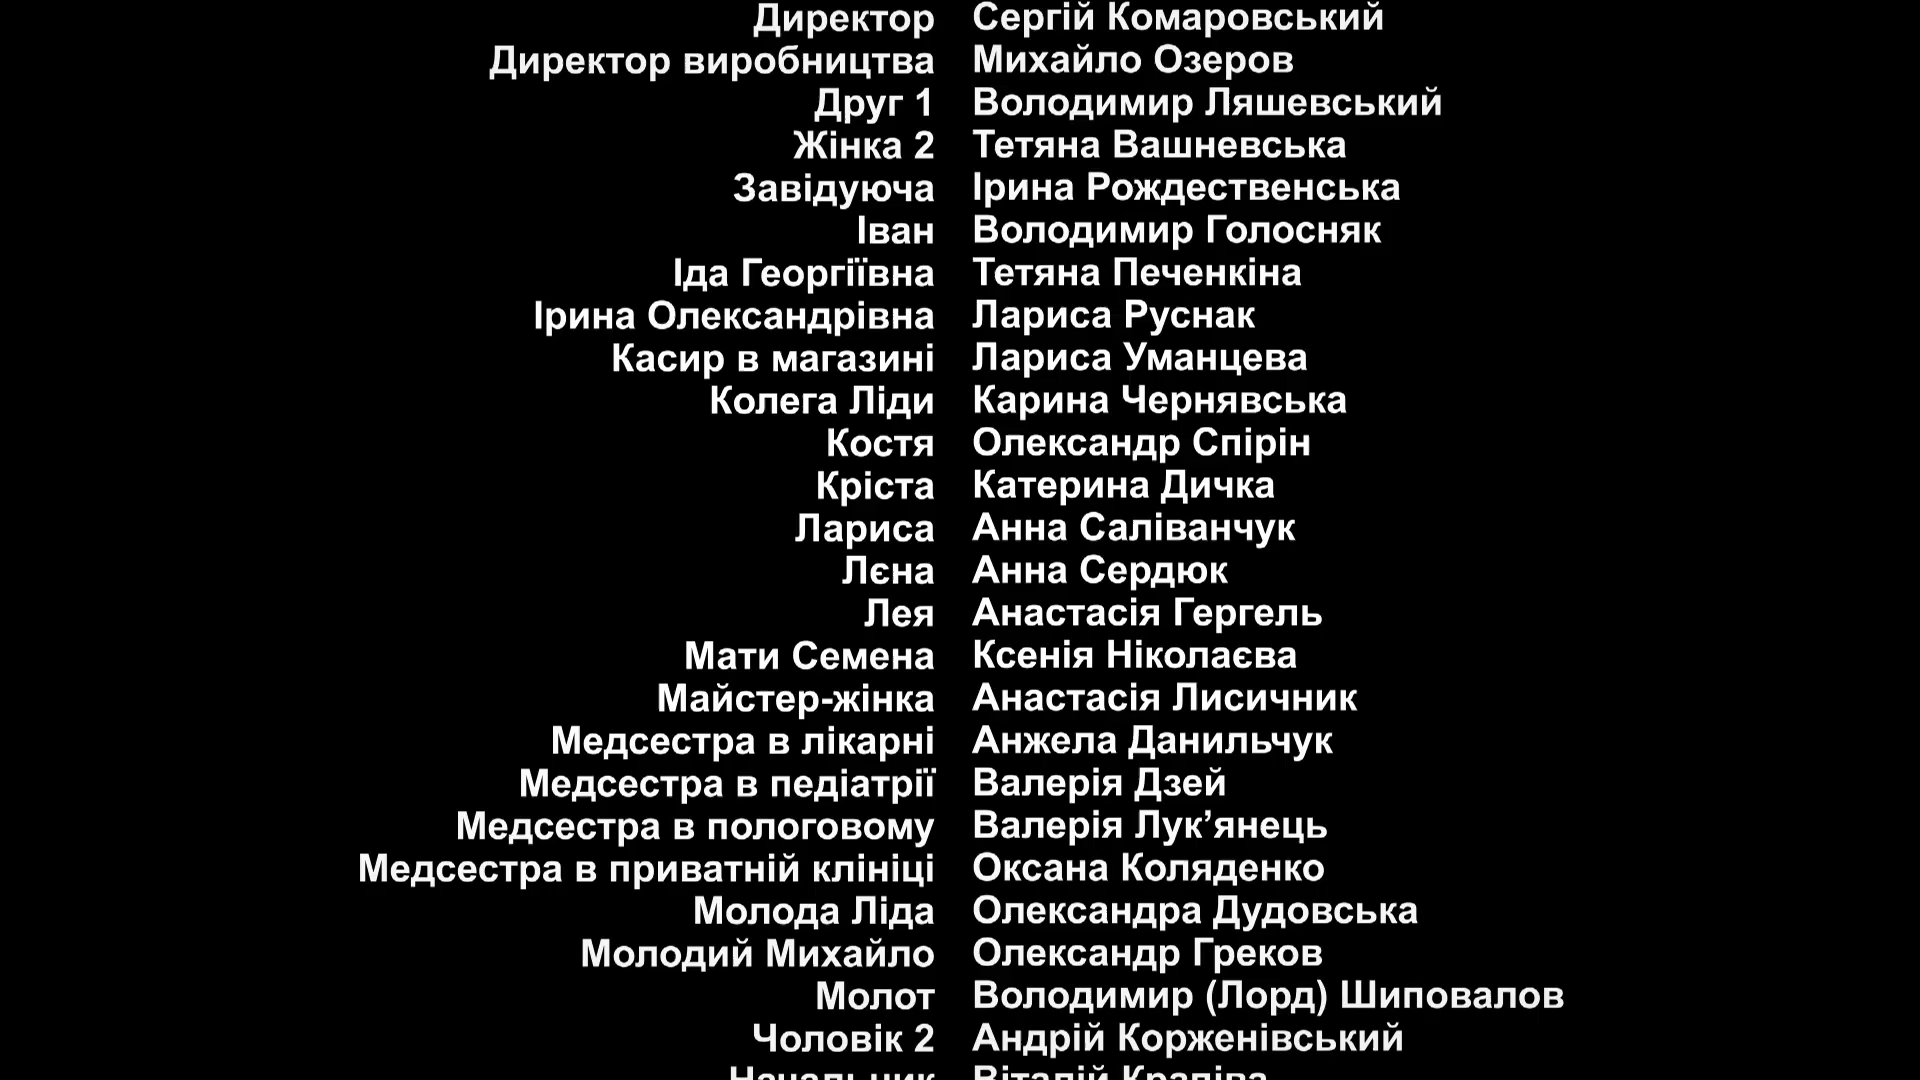 Директор Сергій Комаровський
Директор виробництва Михайло Озеров
Друг 1 Володимир Ляшевський
Жінка 2 Тетяна Вашневська
Завідуюча Ірина Рождественська
Іван Володимир Голосняк
Іда Георгіївна Тетяна Печенкіна
Ірина Олександрівна Лариса Руснак
Касир в магазині Лариса Уманцева
Колега Ліди Карина Чернявська
Костя Олександр Спірін
Кріста Катерина Дичка
Лариса Анна Саліванчук
Лєна Анна Сердюк
Лея Анастасія Гергель
Мати Семена Ксенія Ніколаєва
Майстер-жінка Анастасія Лисичник
Медсестра в лікарні Анжела Данильчук
Медсестра в педіатрії Валерія Дзей
Медсестра в пологовому Валерія Лук’янець
Медсестра в приватній клініці Оксана Коляденко
Молода Ліда Олександра Дудовська
Молодий Михайло Олександр Греков
Молот Володимир (Лорд) Шиповалов
Чоловік 2 Андрій Корженівський
Начальник Віталій